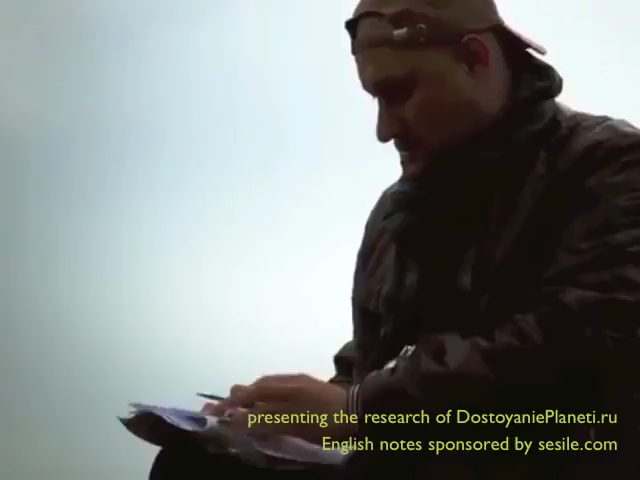 presenting the research of DostoyaniePlaneti.ru
English notes sponsored by sesile.com